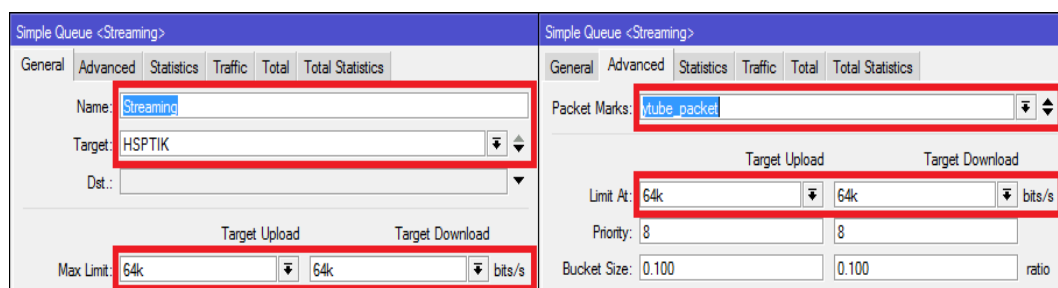 Simple Queue <Streaming>
General Advanced Statistics Traffic Total Total Statistics
Name: Streaming
Target: HSPTIK
Dst.:
Target Upload Target Download
Max Limit: 64k 64k bits/s
Simple Queue <Streaming>
General Advanced Statistics Traffic Total Total Statistics
Packet Marks: ytube_packet
Target Upload Target Download
Limit At: 64k 64k bits/s
Priority: 8 8
Bucket Size: 0.100 0.100 ratio